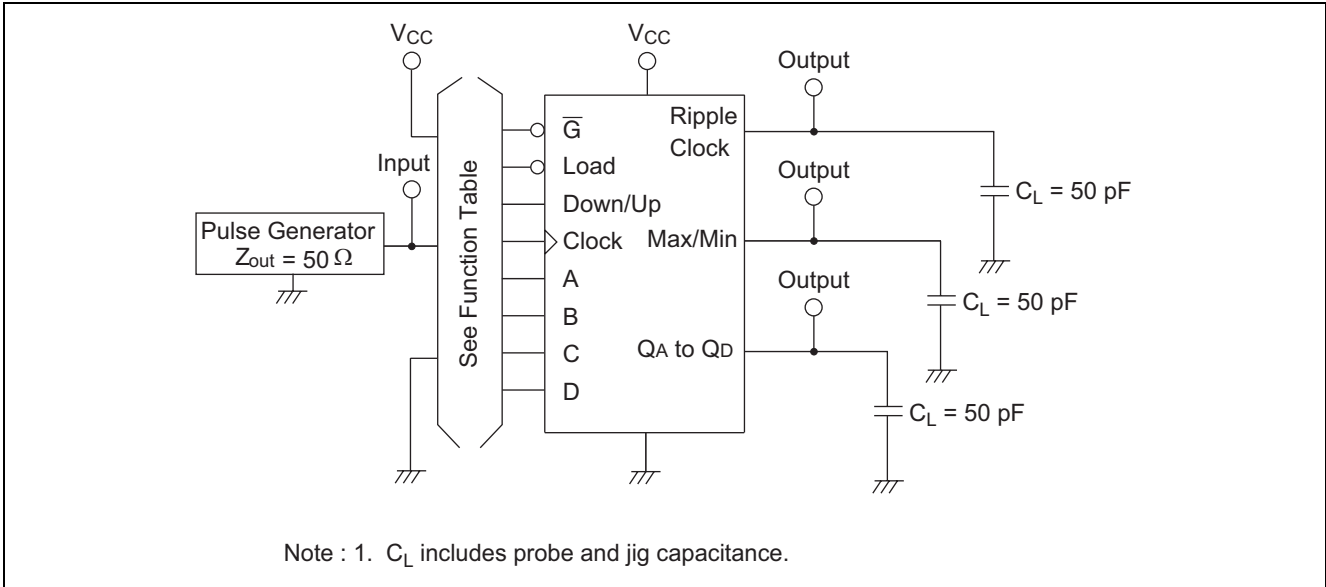 VCC
VCC
Output
Input
Pulse Generator
Zout = 50 Ω
See Function Table
G̅
Load
Down/Up
Clock
A
B
C
D
Ripple
Clock
Max/Min
QA to QD
Output
Output
CL = 50 pF
CL = 50 pF
CL = 50 pF
Note : 1. CL includes probe and jig capacitance.